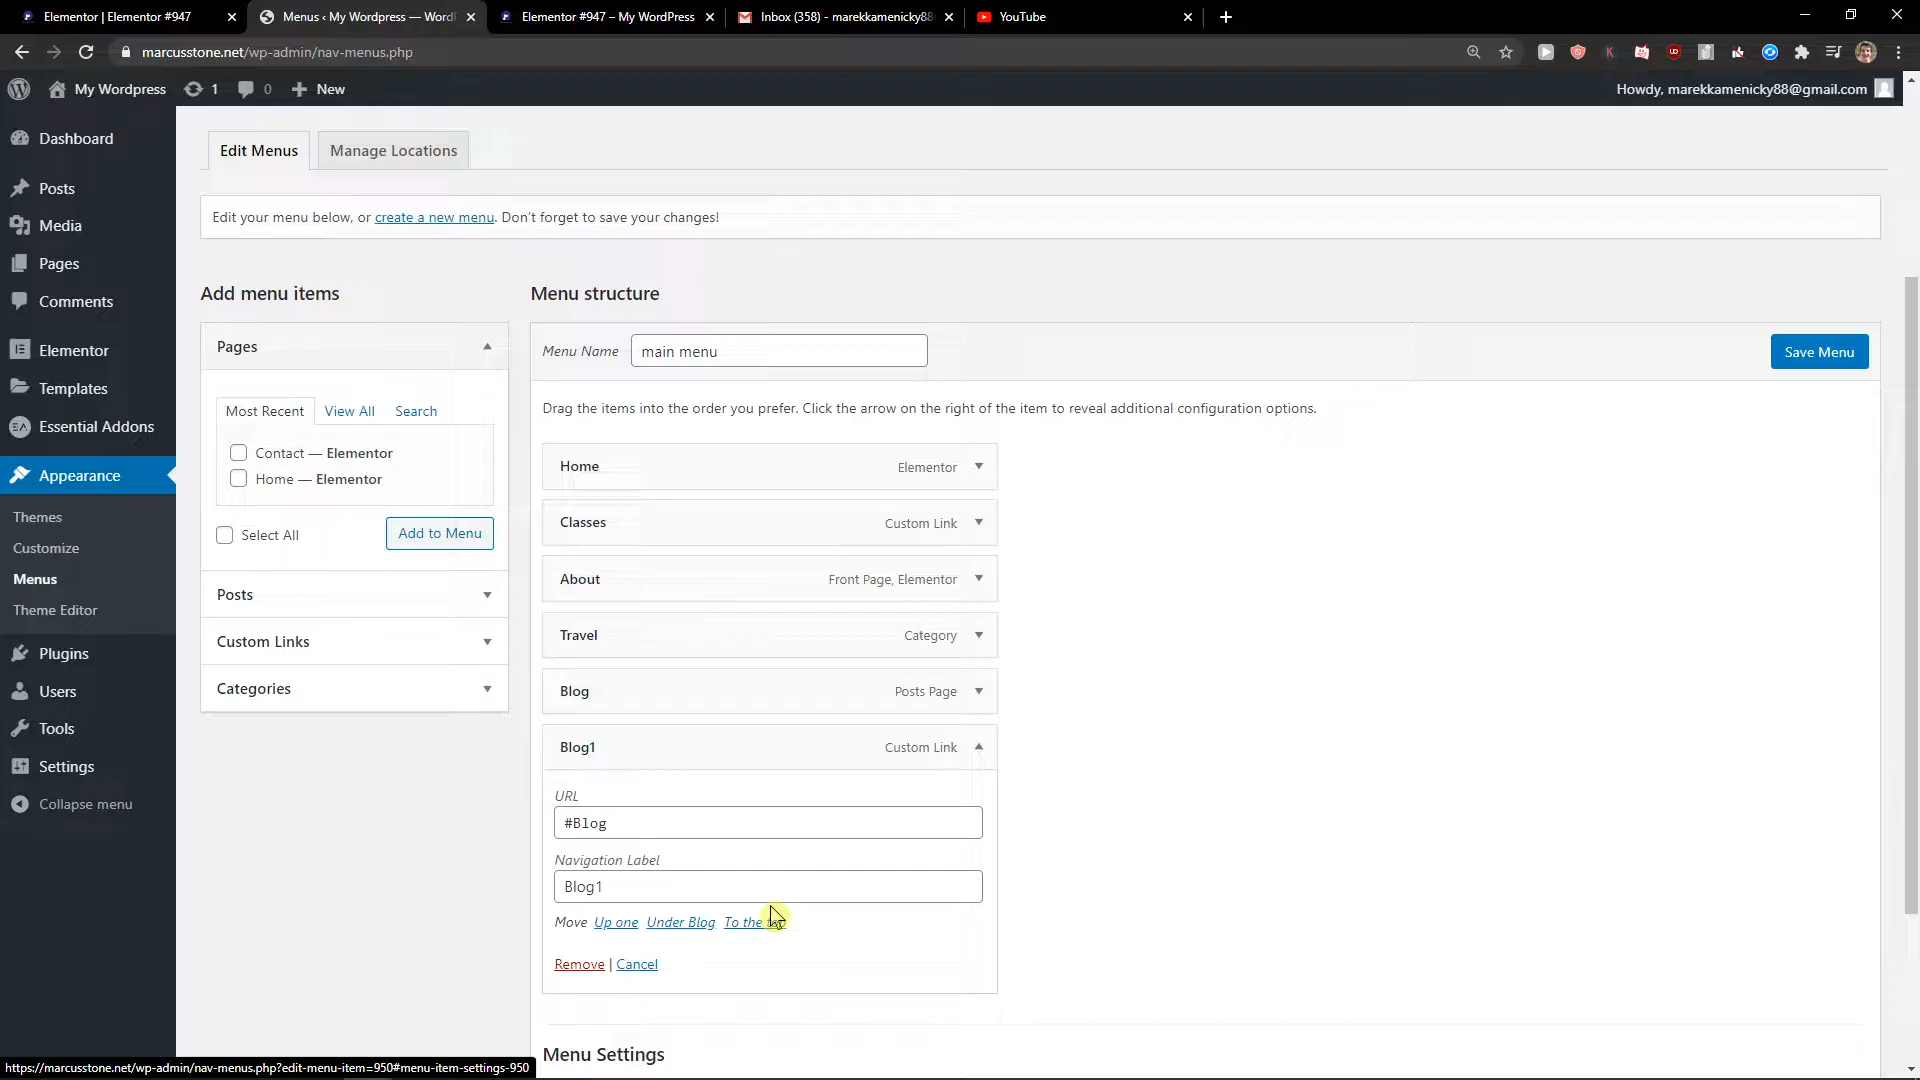 Elementor | Elementor #947
Menus ‹ My Wordpress — Word
Elementor #947 – My WordPress
Inbox (358) - marekkamenicky88
YouTube
marcusstone.net/wp-admin/nav-menus.php
My Wordpress
1
0
New
Howdy, marekkamenicky88@gmail.com
Dashboard
Posts
Media
Pages
Comments
Elementor
Templates
Essential Addons
Appearance
Themes
Customize
Menus
Theme Editor
Plugins
Users
Tools
Settings
Collapse menu
Edit Menus
Manage Locations
Edit your menu below, or create a new menu. Don’t forget to save your changes!
Add menu items
Pages
Most Recent
View All
Search
Contact — Elementor
Home — Elementor
Select All
Add to Menu
Posts
Custom Links
Categories
Menu structure
Menu Name
main menu
Save Menu
Drag the items into the order you prefer. Click the arrow on the right of the item to reveal additional configuration options.
Home Elementor
Classes Custom Link
About Front Page, Elementor
Travel Category
Blog Posts Page
Blog1 Custom Link
URL
#Blog
Navigation Label
Blog1
Move Up one Under Blog To the
Remove | Cancel
Menu Settings
https://marcusstone.net/wp-admin/nav-menus.php?edit-menu-item=950#menu-item-settings-950